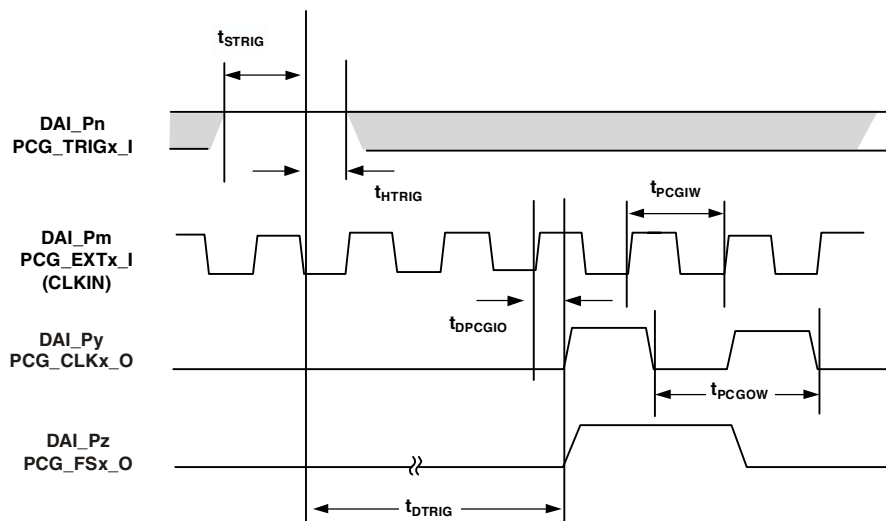 tSTRIG
DAI_Pn
PCG_TRIGx_I
tHTRIG
tPCGIW
DAI_Pm
PCG_EXTx_I
(CLKIN)
tDPCGIO
DAI_Py
PCG_CLKx_O
tPCGOW
DAI_Pz
PCG_FSx_O
tDTRIG